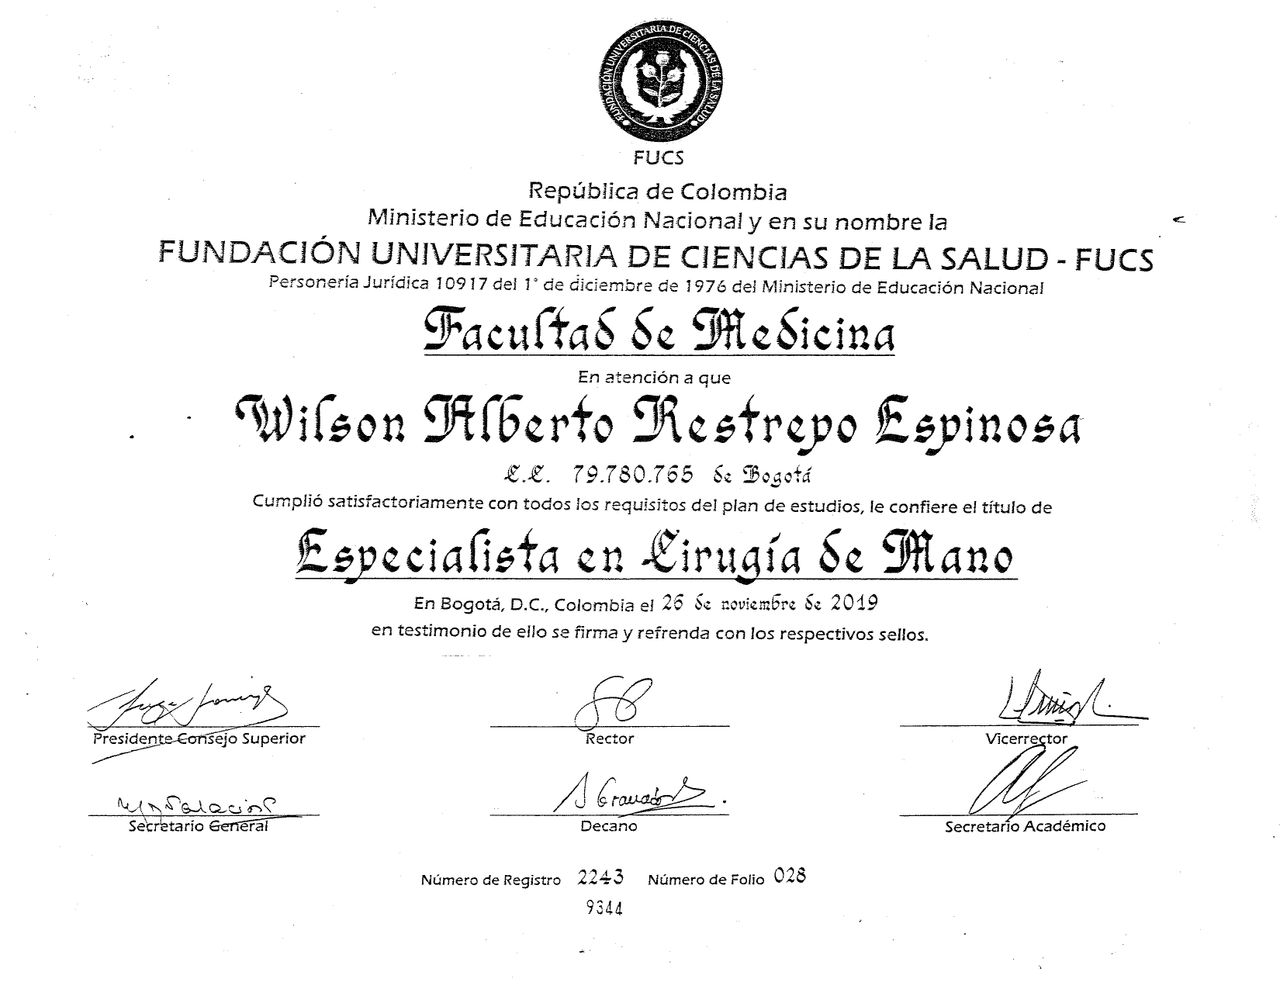 FUNDACIÓN UNIVERSITARIA DE CIENCIAS DE LA SALUD
FUCS
República de Colombia
Ministerio de Educación Nacional y en su nombre la
FUNDACIÓN UNIVERSITARIA DE CIENCIAS DE LA SALUD - FUCS
Personería Jurídica 10917 del 1° de diciembre de 1976 del Ministerio de Educación Nacional
Facultad de Medicina
En atención a que
Wilson Alberto Restrepo Espinosa
C.C. 79.780.765 de Bogotá
Cumplió satisfactoriamente con todos los requisitos del plan de estudios, le confiere el título de
Especialista en Cirugía de Mano
En Bogotá, D.C., Colombia el 26 de noviembre de 2019
en testimonio de ello se firma y refrenda con los respectivos sellos.
Presidente Consejo Superior
Rector
Vicerrector
Secretario General
Decano
Secretario Académico
Número de Registro 2243 Número de Folio 028
9344